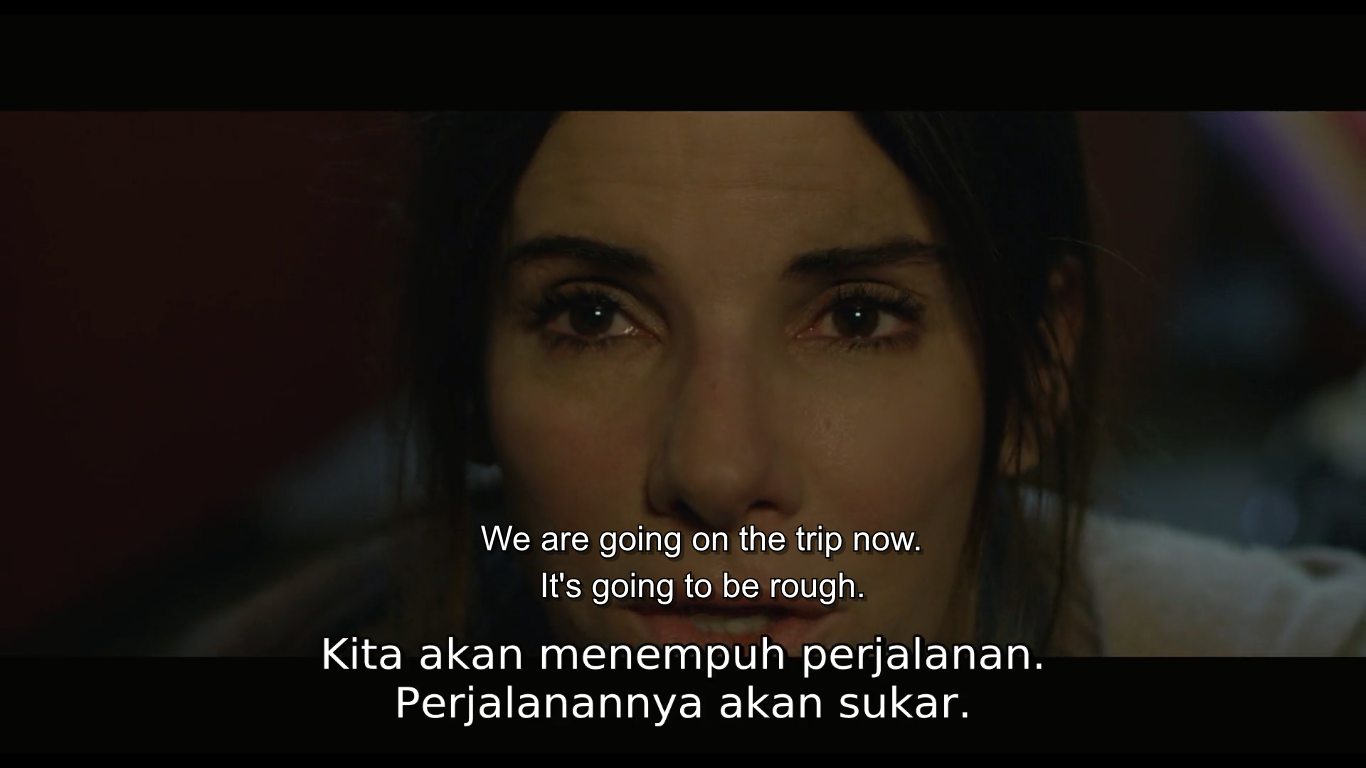 We are going on the trip now.
It's going to be rough.
Kita akan menempuh perjalanan.
Perjalanannya akan sukar.